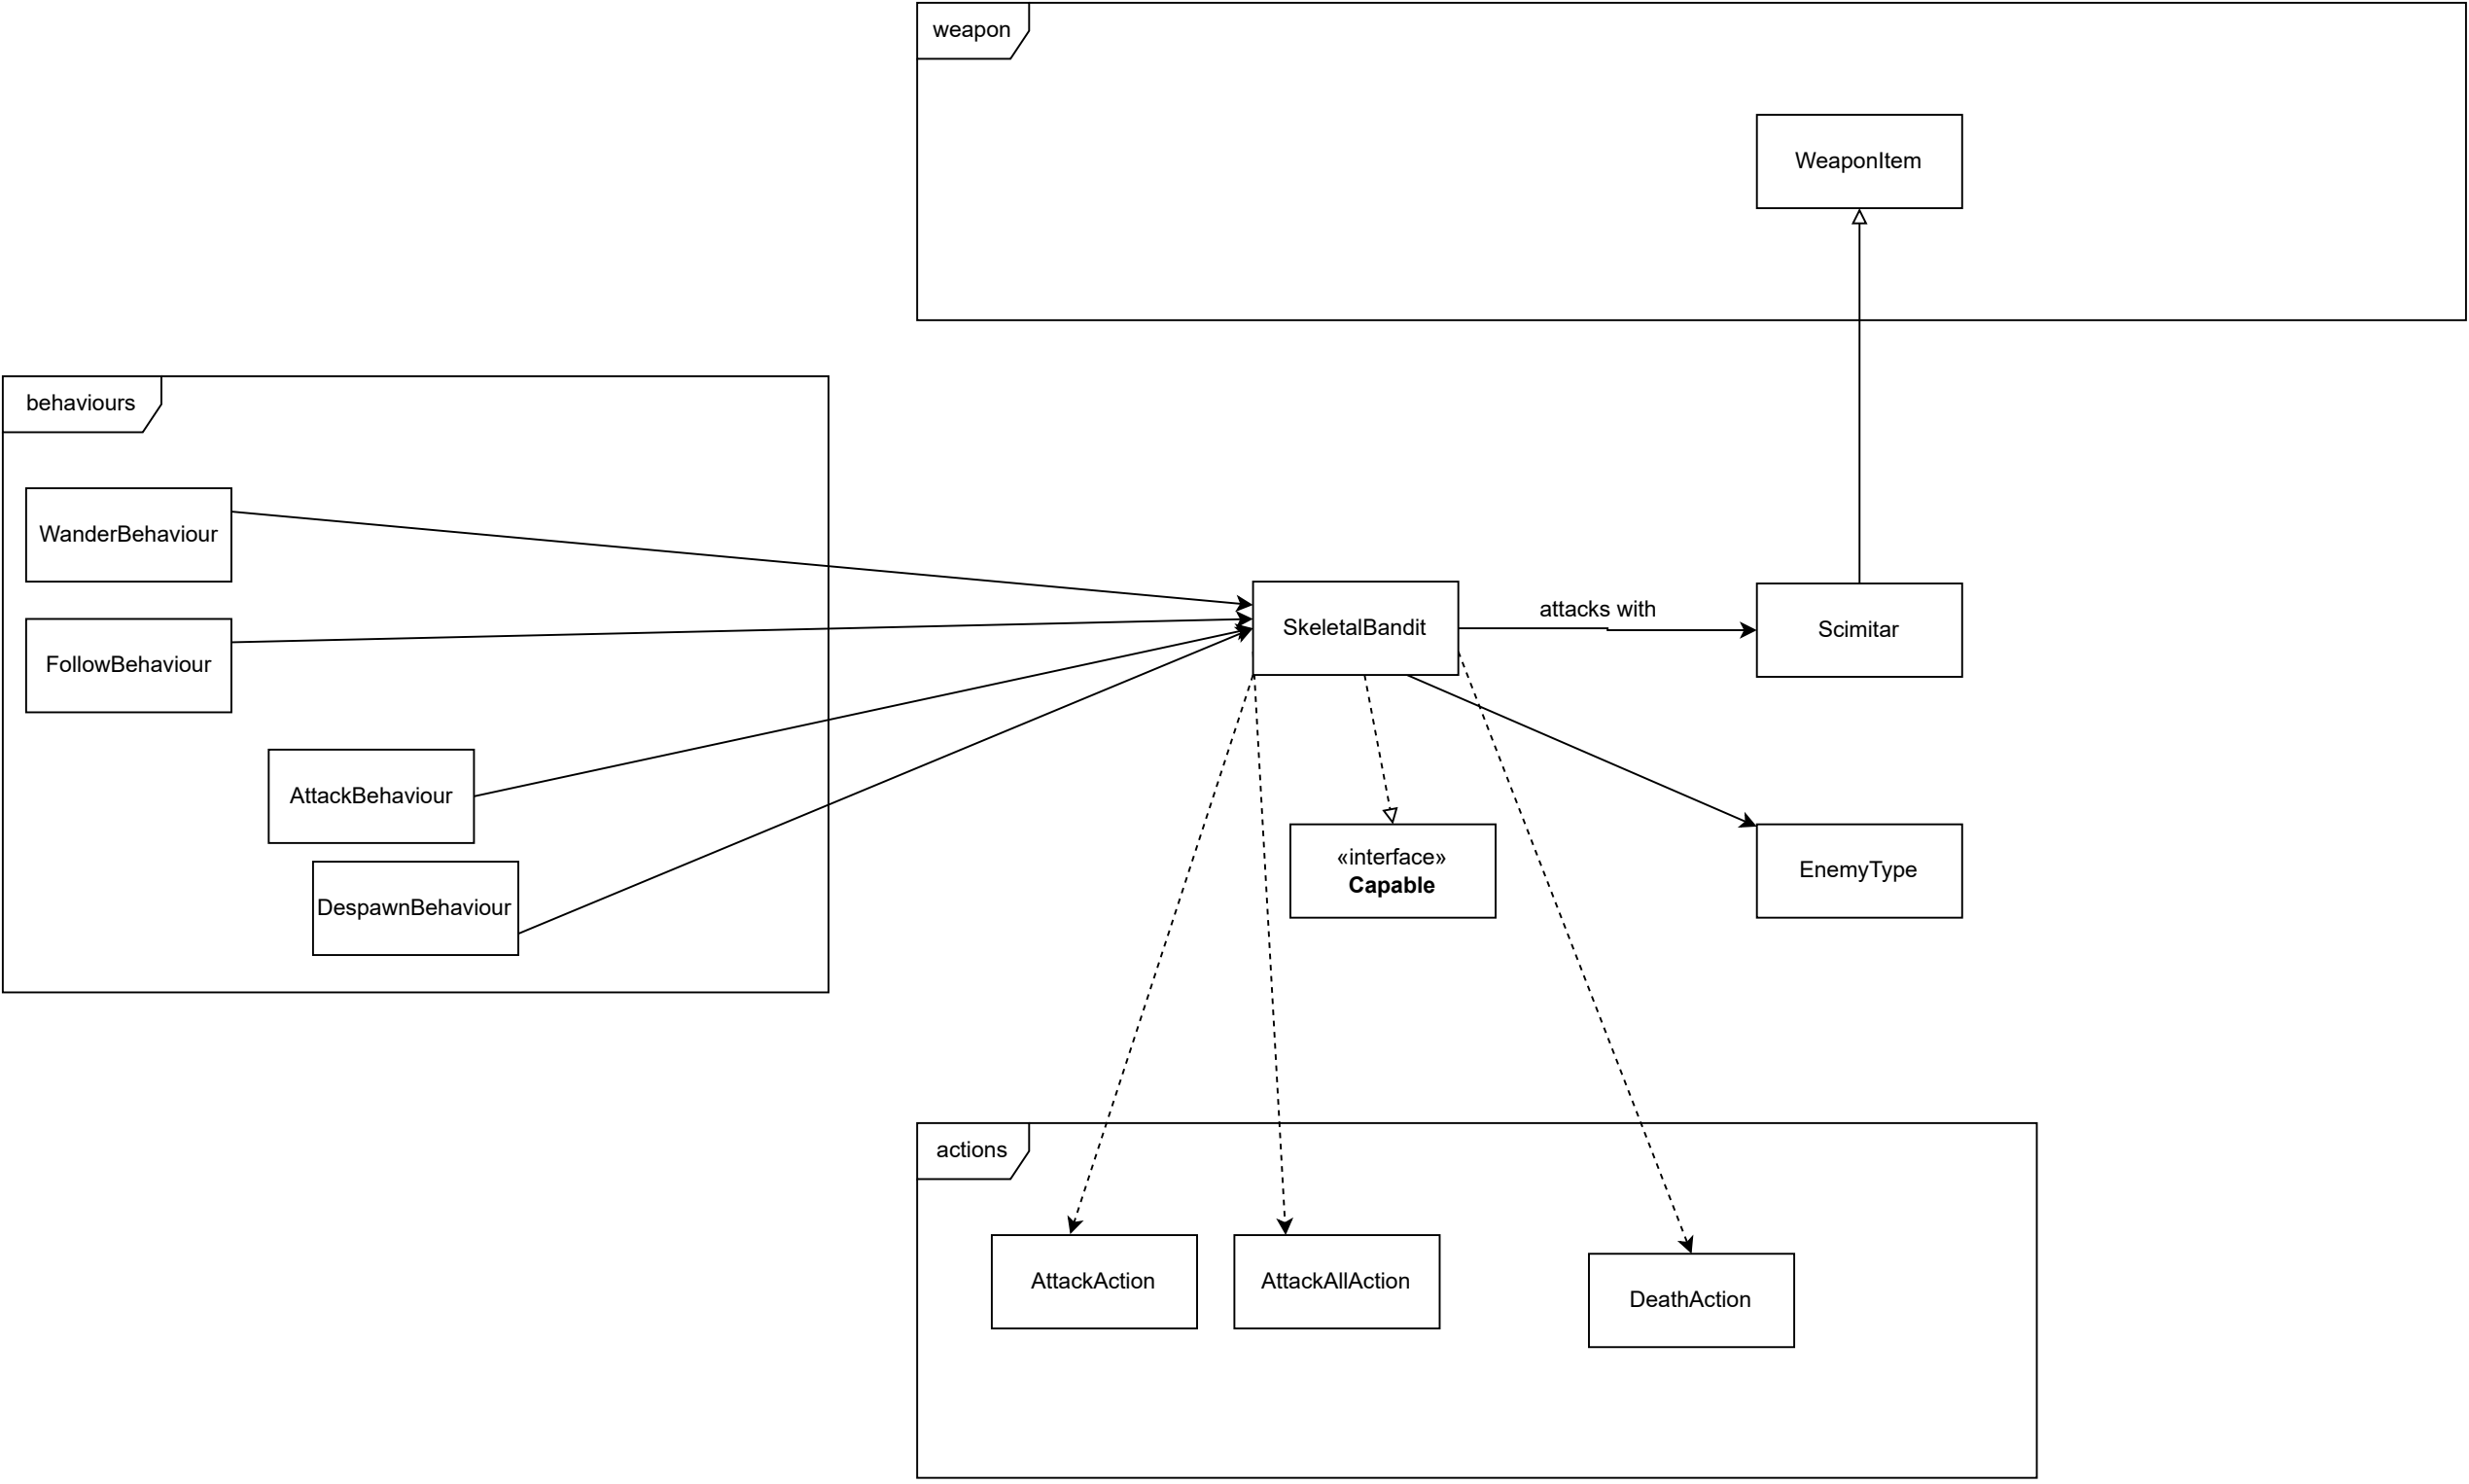 weapon
WeaponItem
behaviours
WanderBehaviour
FollowBehaviour
AttackBehaviour
DespawnBehaviour
SkeletalBandit
attacks with
Scimitar
«interface»
Capable
EnemyType
actions
AttackAction
AttackAllAction
DeathAction